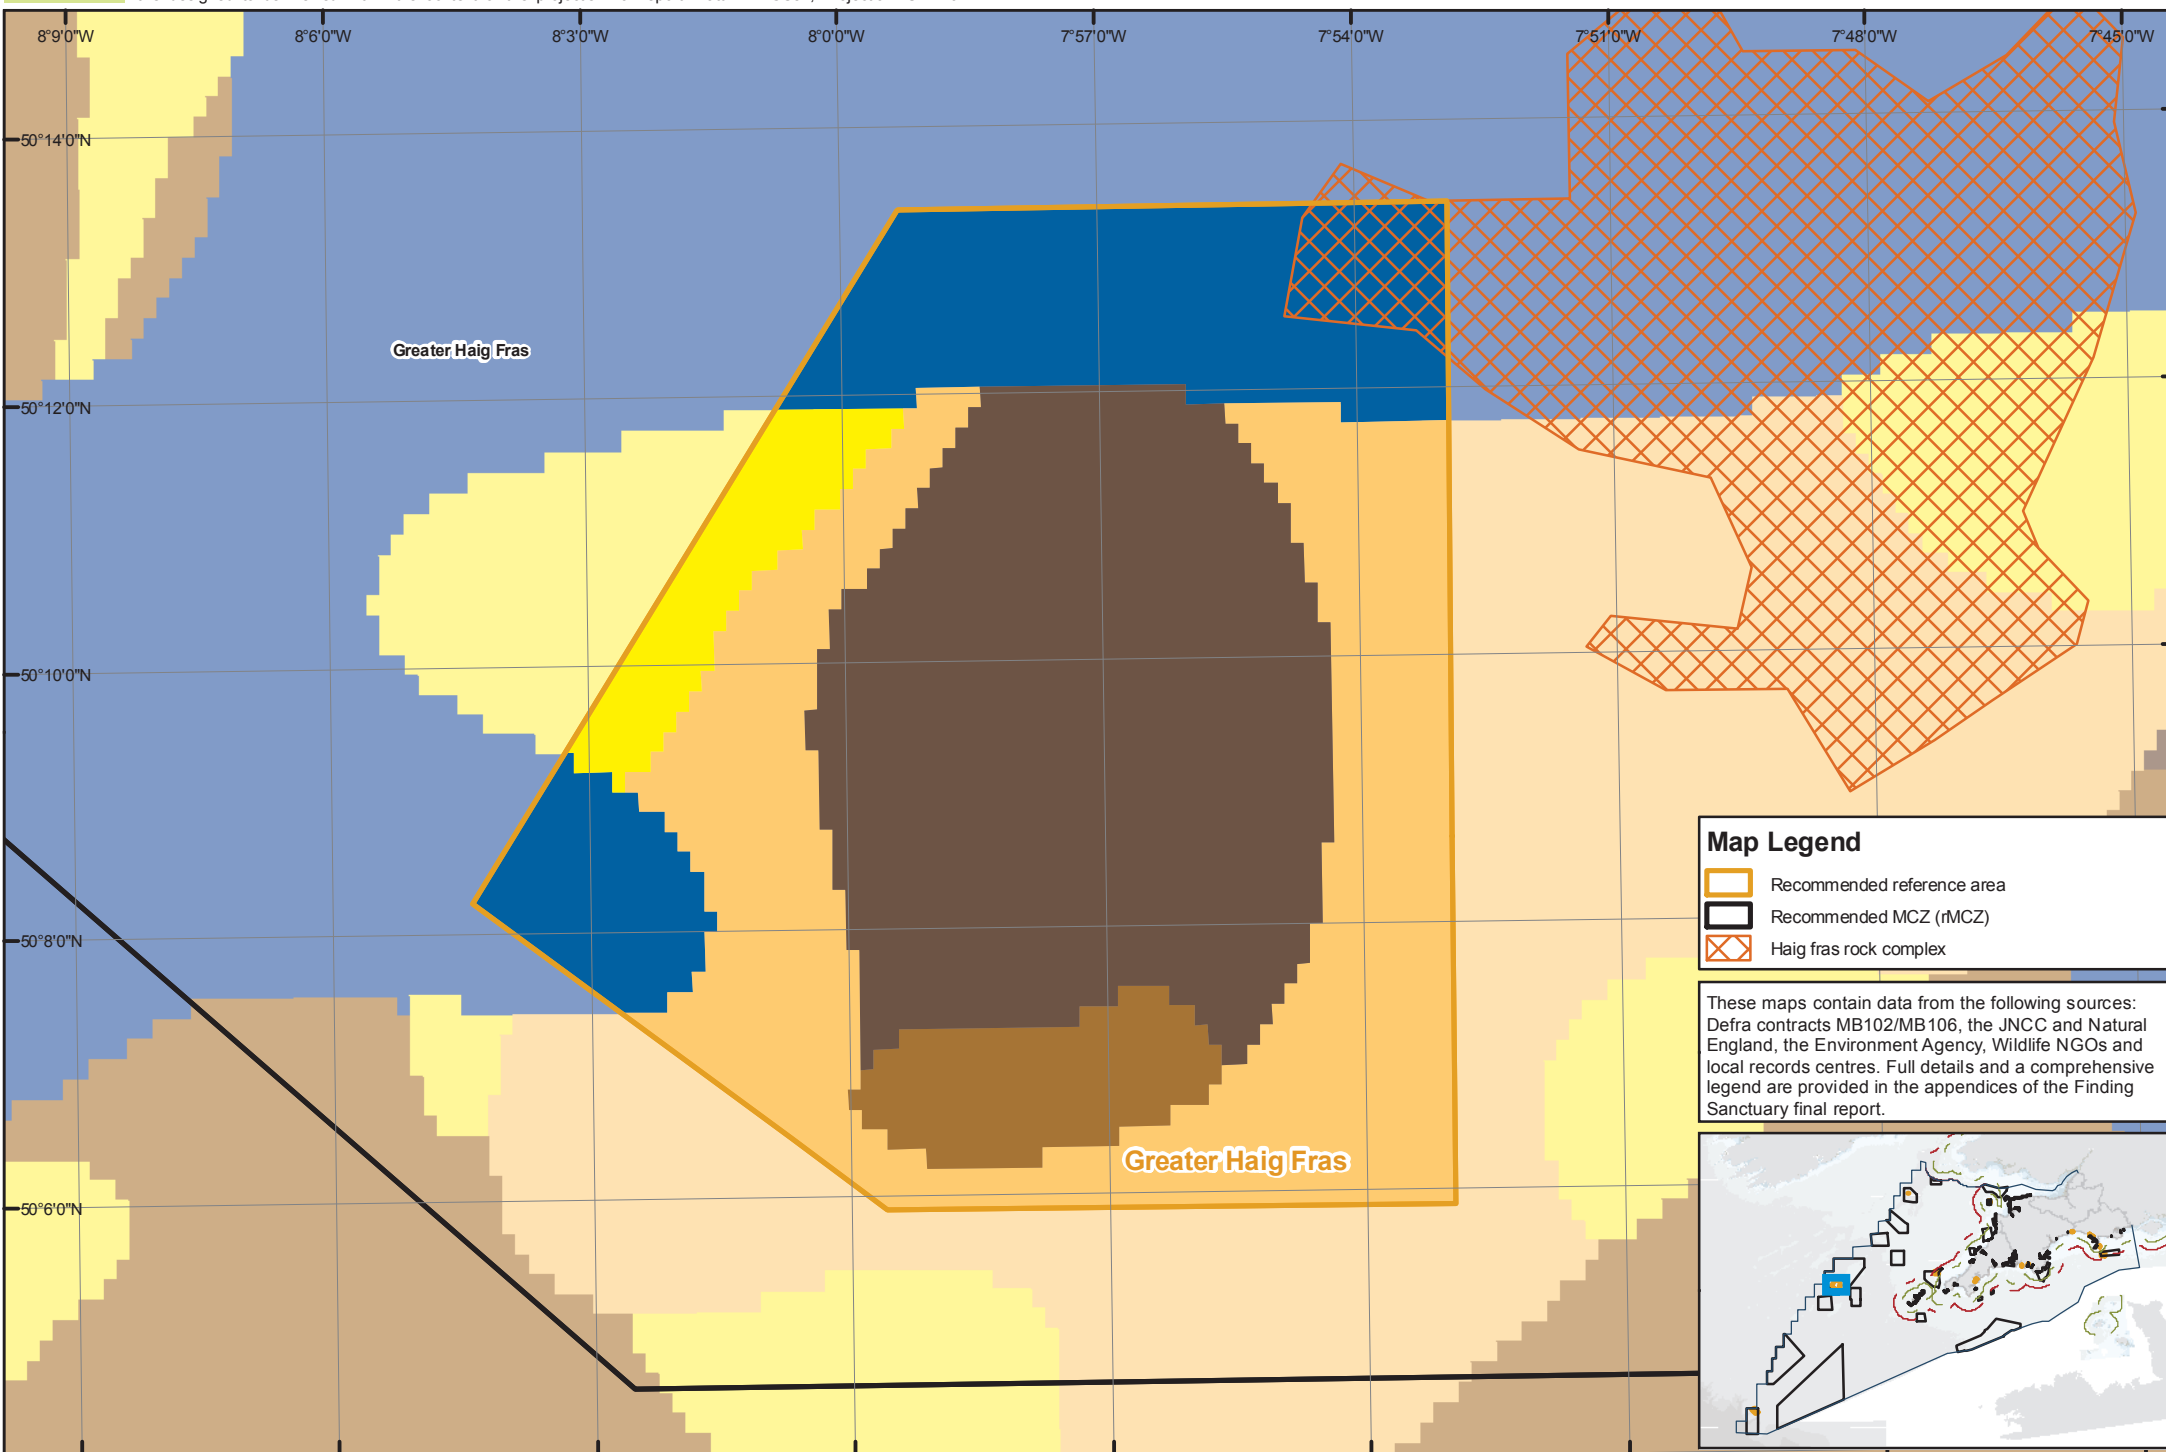 8°9'0"W 8°6'0"W 8°3'0"W 8°0'0"W 7°57'0"W 7°54'0"W 7°51'0"W 7°48'0"W 7°45'0"W
50°14'0"N
Greater Haig Fras
50°12'0"N
50°10'0"N
Map Legend
Recommended reference area
Recommended MCZ (rMCZ)
Haig fras rock complex
50°8'0"N
These maps contain data from the following sources:
Defra contracts MB102/MB106, the JNCC and Natural
England, the Environment Agency, Wildlife NGOs and
local records centres. Full details and a comprehensive
legend are provided in the appendices of the Finding
Sanctuary final report.
Greater Haig Fras
50°6'0"N